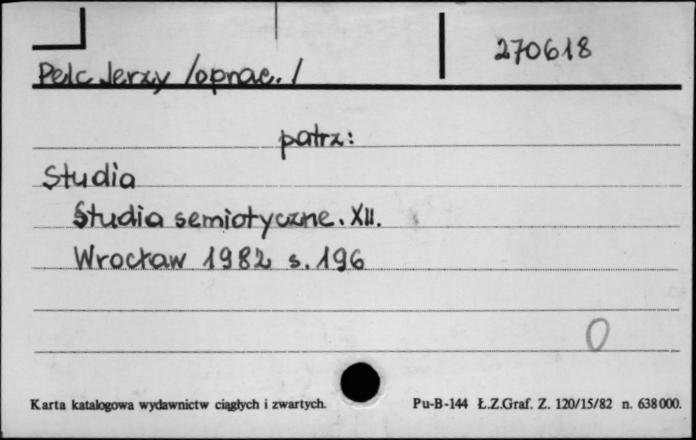 270618
Pelc Jerzy /oprac./
patrz:
Studia
Studia semiotyczne. XII.
Wrocław 1982 s. 196
0
Karta katalogowa wydawnictw ciągłych i zwartych. Pu-B-144 Ł.Z.Graf. Z. 120/15/82 n. 638000.